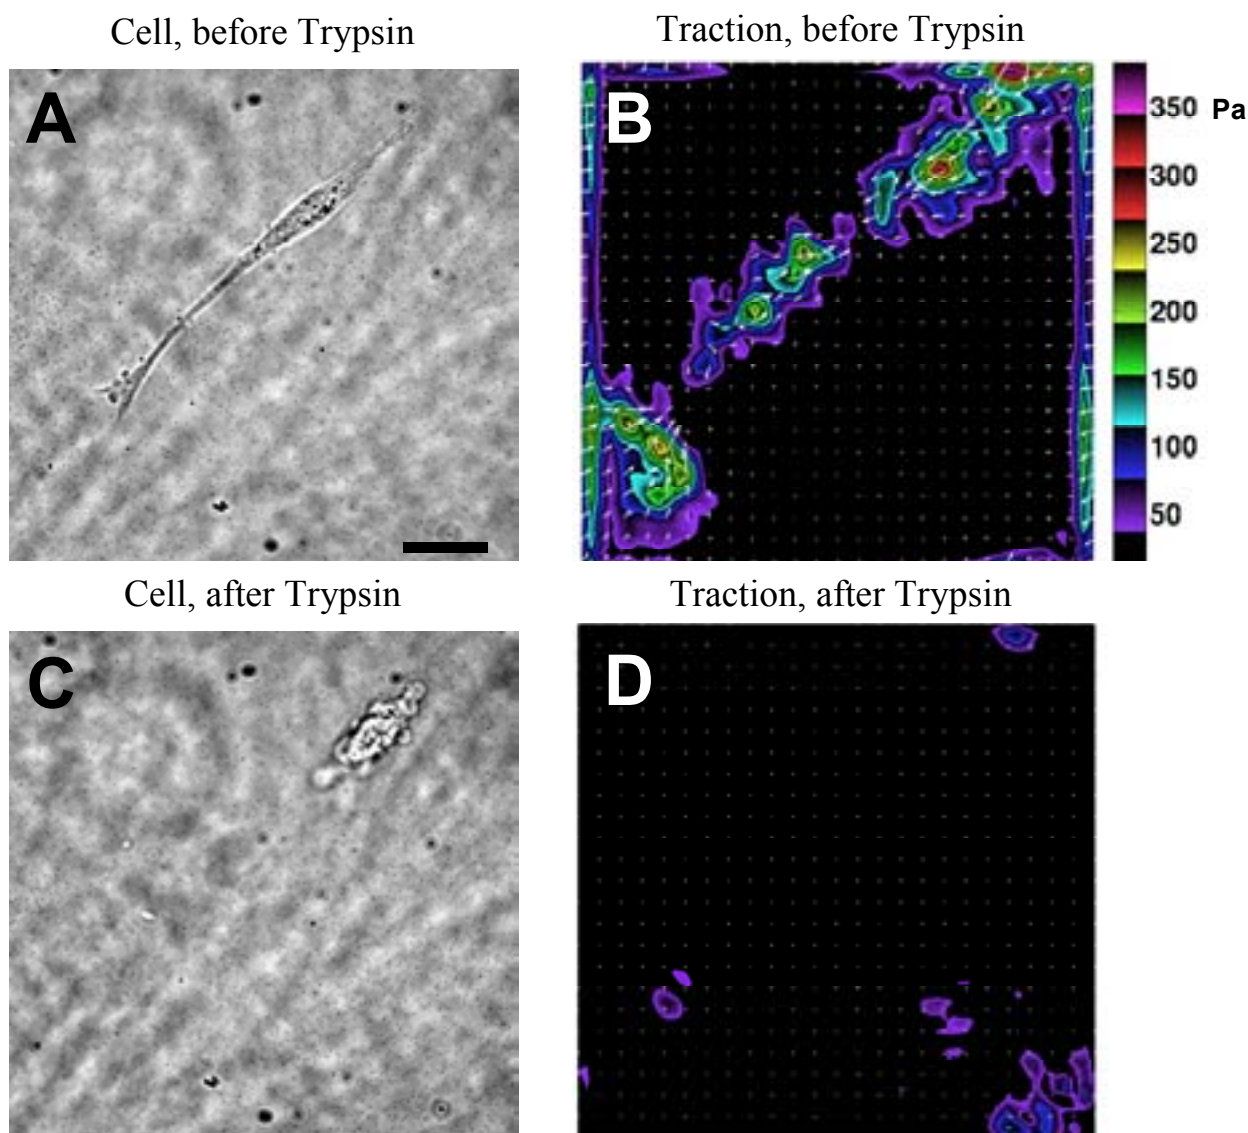 Cell, before Trypsin
Traction, before Trypsin
A
B
350 Pa
300
250
200
150
100
50
Cell, after Trypsin
Traction, after Trypsin
C
D